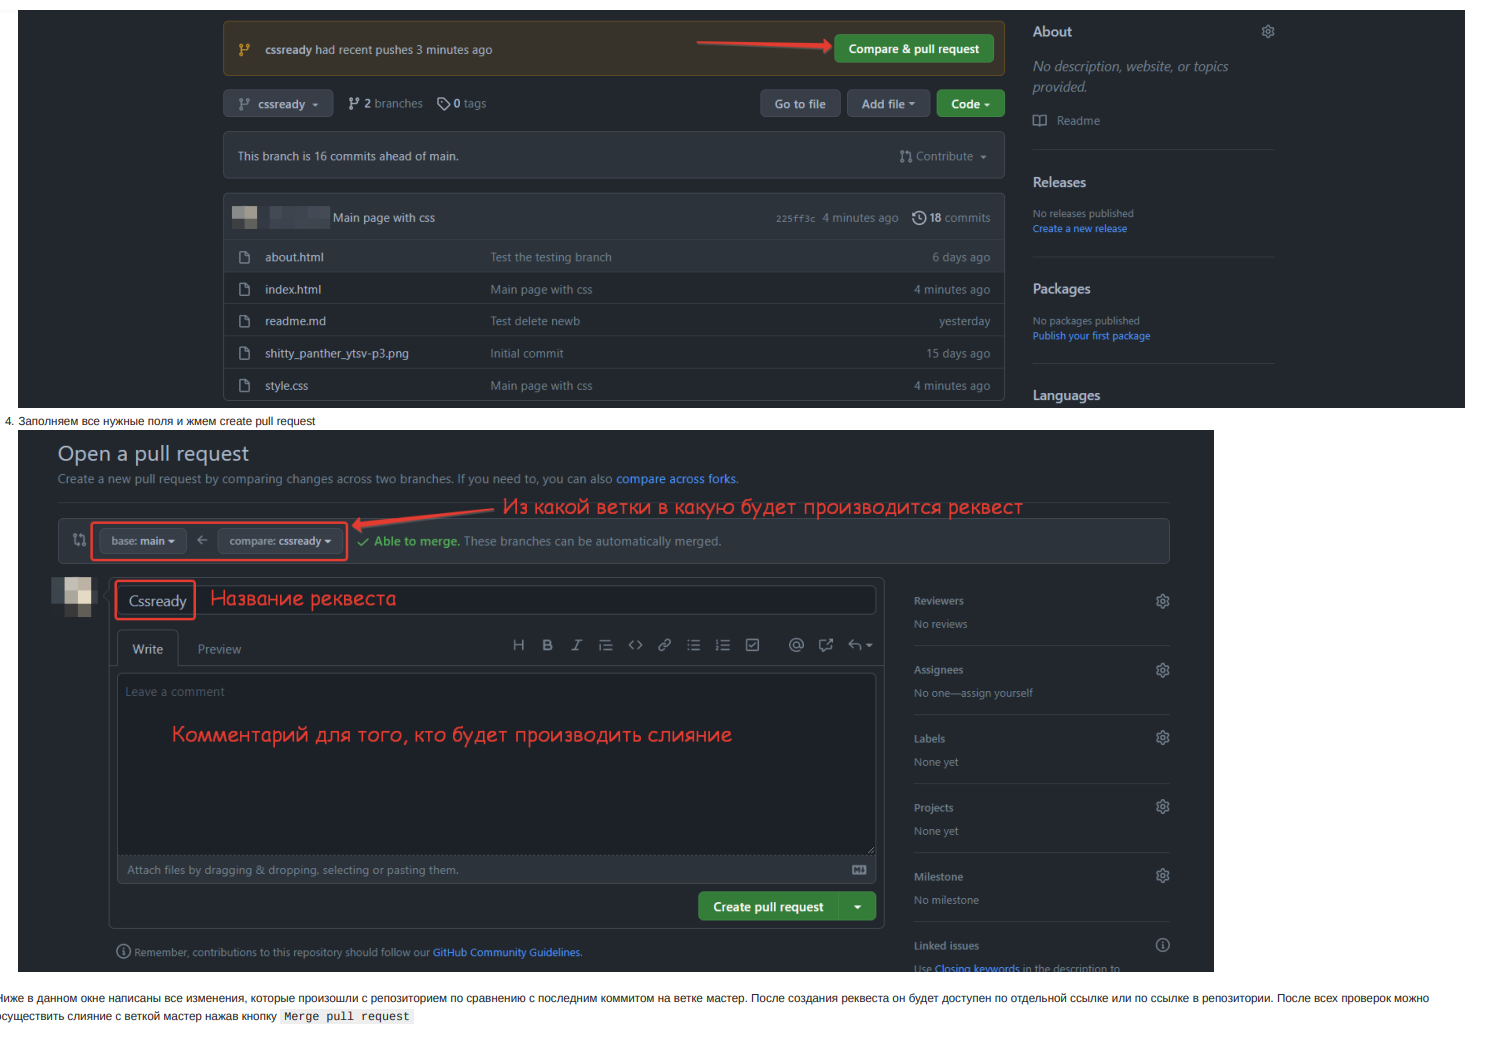 cssready had recent pushes 3 minutes ago
Compare & pull request
About
No description, website, or topics
provided.
cssready
2 branches
0 tags
Go to file
Add file
Code
Readme
This branch is 16 commits ahead of main.
Contribute
Releases
No releases published
Create a new release
Main page with css
225ff3c 4 minutes ago
18 commits
about.html Test the testing branch 6 days ago
index.html Main page with css 4 minutes ago
readme.md Test delete newb yesterday
shitty_panther_ytsv-p3.png Initial commit 15 days ago
style.css Main page with css 4 minutes ago
Packages
No packages published
Publish your first package
Languages
4. Заполняем все нужные поля и жмем create pull request
Open a pull request
Create a new pull request by comparing changes across two branches. If you need to, you can also compare across forks.
Из какой ветки в какую будет производится реквест
base: main
compare: cssready
Able to merge. These branches can be automatically merged.
Cssready
Название реквеста
Write
Preview
Leave a comment
Комментарий для того, кто будет производить слияние
Attach files by dragging & dropping, selecting or pasting them.
Create pull request
Remember, contributions to this repository should follow our GitHub Community Guidelines.
Reviewers
No reviews
Assignees
No one—assign yourself
Labels
None yet
Projects
None yet
Milestone
No milestone
Linked issues
Use Closing keywords in the description to
Ниже в данном окне написаны все изменения, которые произошли с репозиторием по сравнению с последним коммитом на ветке мастер. После создания реквеста он будет доступен по отдельной ссылке или по ссылке в репозитории. После всех проверок можно
осуществить слияние с веткой мастер нажав кнопку Merge pull request